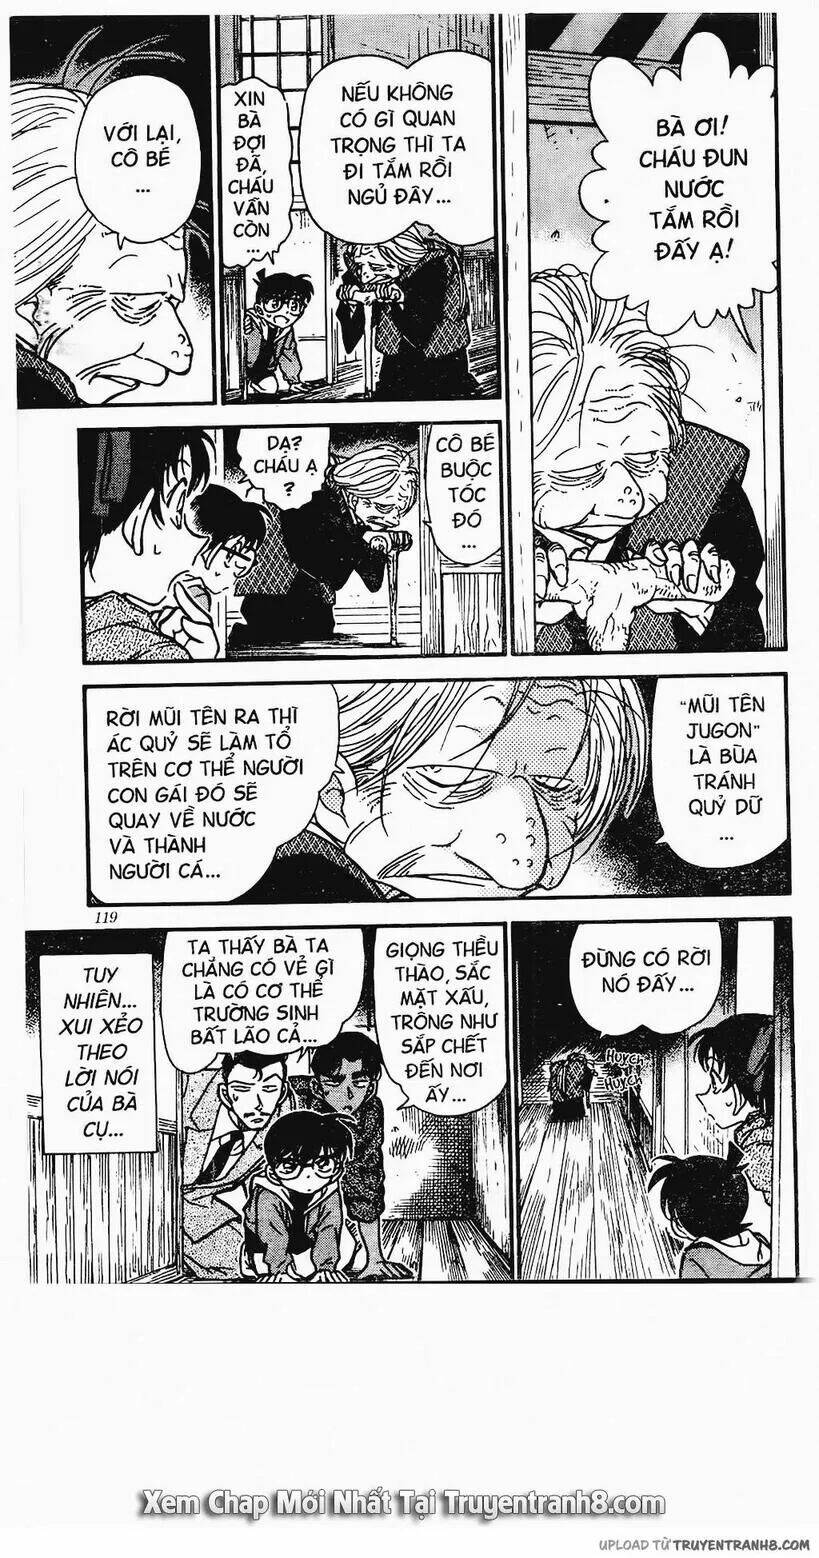 BÀ ƠI!
CHÁU ĐUN
NƯỚC
TẮM RỒI
ĐẤY Ạ!
NẾU KHÔNG
CÓ GÌ QUAN
TRỌNG THÌ TA
ĐI TẮM RỒI
NGỦ ĐÂY...
XIN
BÀ
ĐỢI
ĐÃ,
CHÁU
VẪN
CÒN
...
VỚI LẠI,
CÔ BÉ
...
CÔ BÉ
BUỘC
TÓC
ĐÓ
...
DẠ?
CHÁU Ạ
?
"MŨI TÊN
JUGON"
LÀ BÙA
TRÁNH
QUỶ DỮ
...
RỜI MŨI TÊN RA THÌ
ÁC QUỶ SẼ LÀM TỔ
TRÊN CƠ THỂ NGƯỜI
CON GÁI ĐÓ SẼ
QUAY VỀ NƯỚC
VÀ THÀNH
NGƯỜI CÁ...
119
ĐỪNG CÓ RỜI
NÓ ĐẤY...
HUYCH
HUYCH
GIỌNG THỀU
THÀO, SẮC
MẶT XẤU,
TRÔNG NHƯ
SẮP CHẾT
ĐẾN NƠI
ẤY...
TA THẤY BÀ TA
CHẲNG CÓ VẺ GÌ
LÀ CÓ CƠ THỂ
TRƯỜNG SINH
BẤT LÃO CẢ...
TUY
NHIÊN...
XUI XẺO
THEO
LỜI NÓI
CỦA BÀ
CỤ...
Xem Chap Mới Nhất Tại Truyentranh8.com
UPLOAD TỪ TRUYENTRANH8.COM